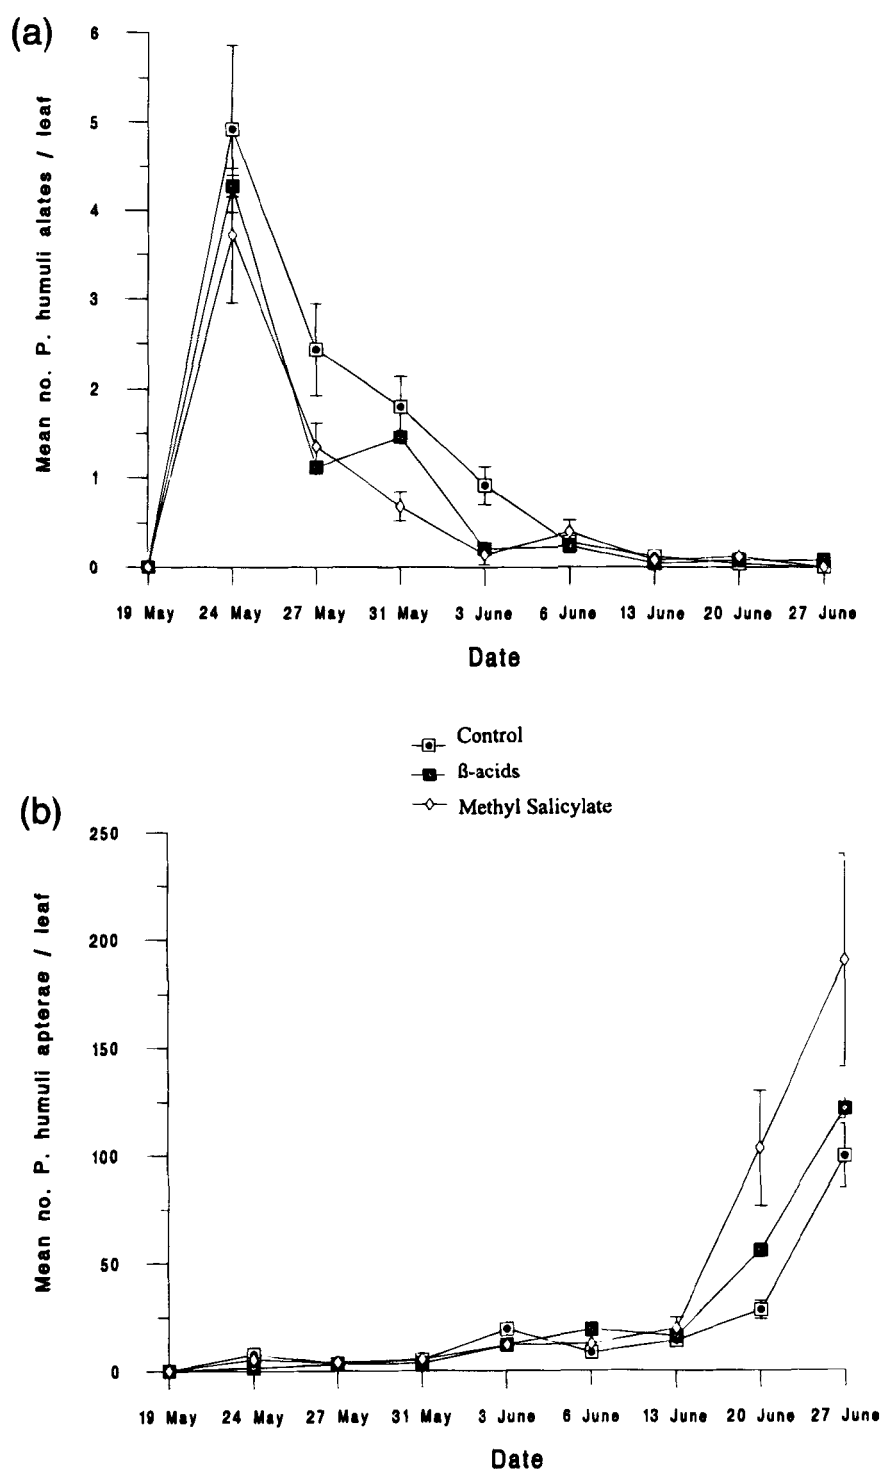 (a)
Mean no. P. humuli alates / leaf
6
5
4
3
2
1
0
19 May 24 May 27 May 31 May 3 June 6 June 13 June 20 June 27 June
Date
Control
ß-acids
Methyl Salicylate
(b)
Mean no. P. humuli apterae / leaf
250
200
150
100
50
0
19 May 24 May 27 May 31 May 3 June 6 June 13 June 20 June 27 June
Date